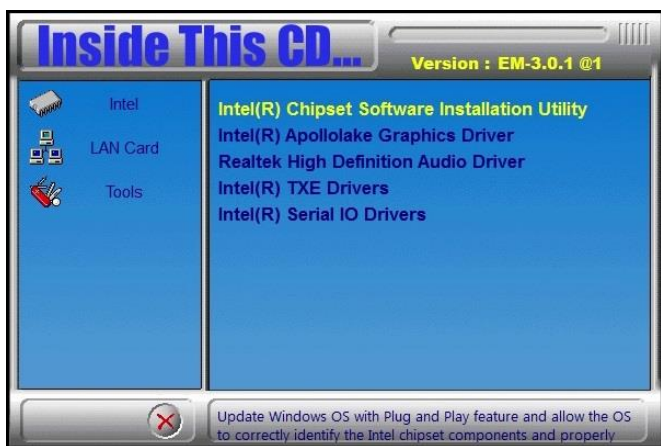 Inside This CD...
Version : EM-3.0.1 @1
Intel
LAN Card
Tools
Intel(R) Chipset Software Installation Utility
Intel(R) Apollolake Graphics Driver
Realtek High Definition Audio Driver
Intel(R) TXE Drivers
Intel(R) Serial IO Drivers
Update Windows OS with Plug and Play feature and allow the OS
to correctly identify the Intel chipset components and properly